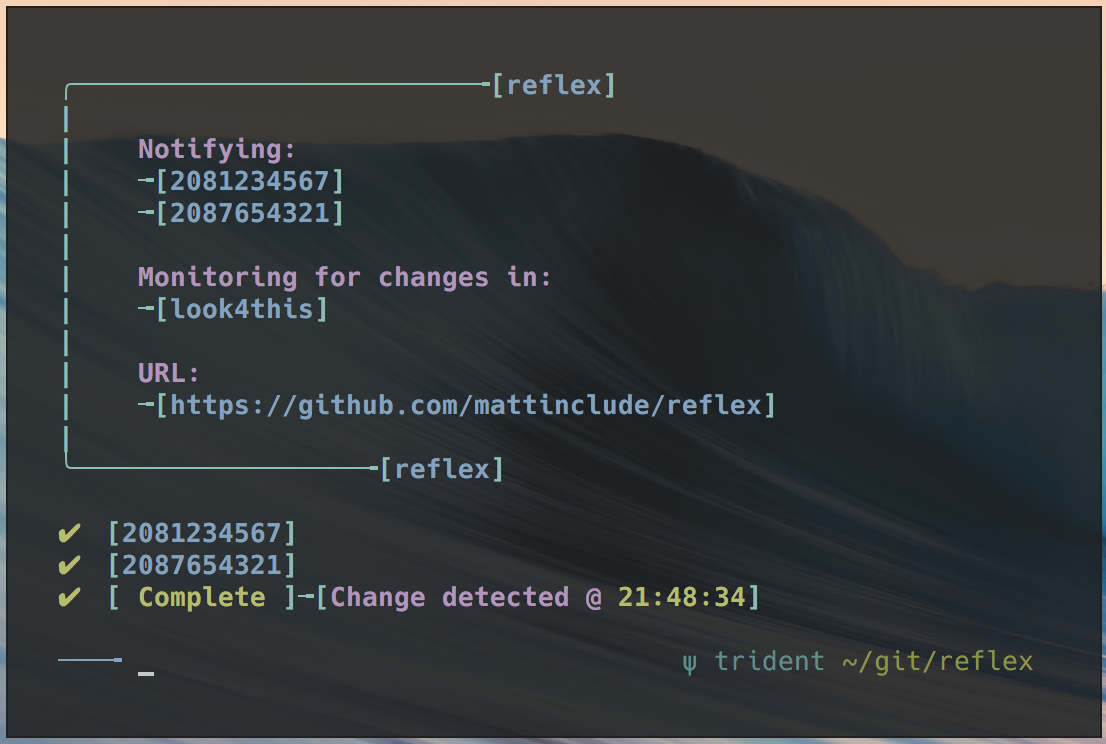 [reflex]
Notifying:
[2081234567]
[2087654321]
Monitoring for changes in:
[look4this]
URL:
[https://github.com/mattinclude/reflex]
[reflex]
✔ [2081234567]
✔ [2087654321]
✔ [ Complete ]╼[Change detected @ 21:48:34]
ψ trident ~/git/reflex